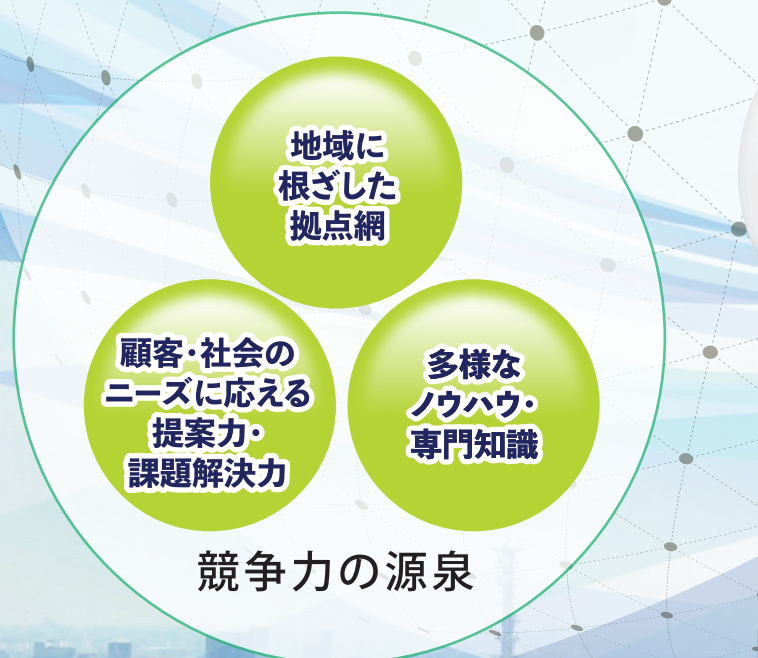 地域に
根ざした
拠点網
顧客・社会の
ニーズに応える
提案力・
課題解決力
多様な
ノウハウ・
専門知識
競争力の源泉